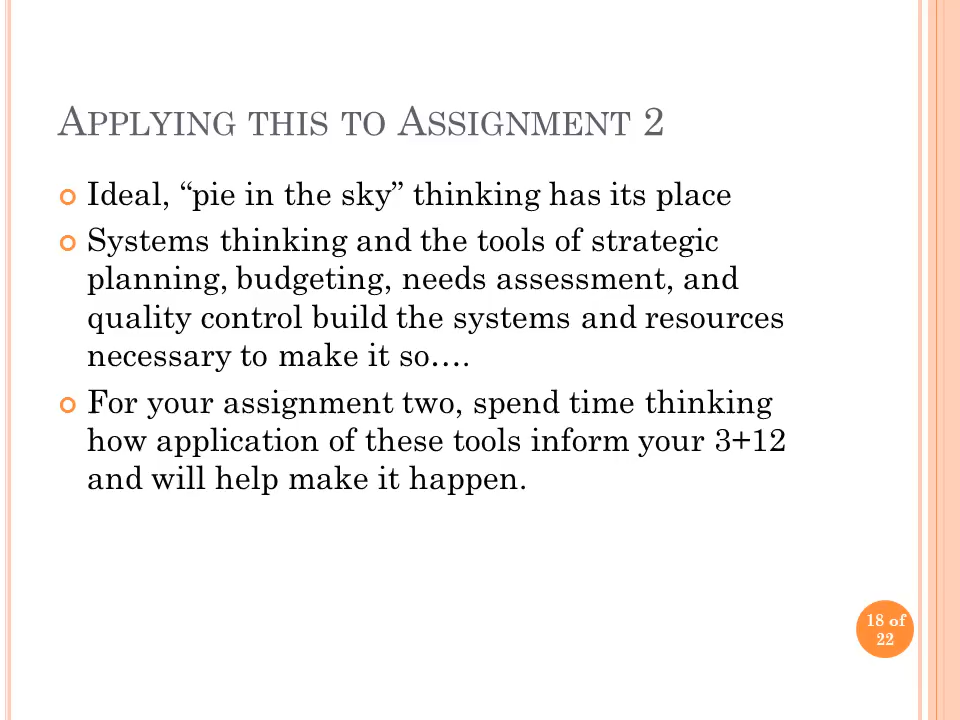 Applying this to Assignment 2
Ideal, “pie in the sky” thinking has its place
Systems thinking and the tools of strategic
planning, budgeting, needs assessment, and
quality control build the systems and resources
necessary to make it so….
For your assignment two, spend time thinking
how application of these tools inform your 3+12
and will help make it happen.
18 of
22